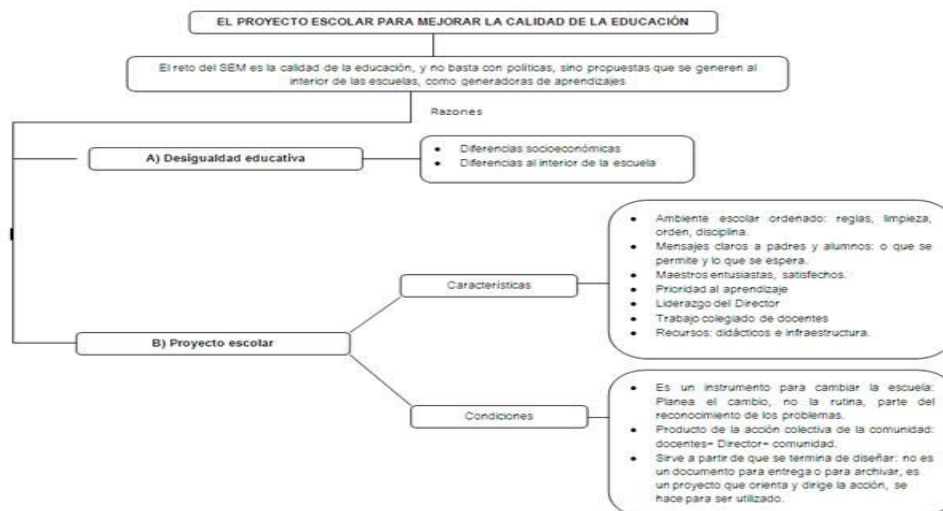 EL PROYECTO ESCOLAR PARA MEJORAR LA CALIDAD DE LA EDUCACIÓN
El reto del SEM es la calidad de la educación, y no basta con políticas, sino propuestas que se generen al
interior de las escuelas, como generadoras de aprendizajes
Razones
A) Desigualdad educativa
• Diferencias socioeconómicas
• Diferencias al interior de la escuela
B) Proyecto escolar
Características
• Ambiente escolar ordenado: reglas, limpieza,
orden, disciplina.
• Mensajes claros a padres y alumnos: o que se
permite y lo que se espera.
• Maestros entusiastas, satisfechos.
• Prioridad al aprendizaje
• Liderazgo del Director
• Trabajo colegiado de docentes
• Recursos: didácticos e infraestructura.
Condiciones
• Es un instrumento para cambiar la escuela:
Planea el cambio, no la rutina, parte del
reconocimiento de los problemas.
• Producto de la acción colectiva de la comunidad:
docentes- Director- comunidad.
• Sirve a partir de que se termina de diseñar: no es
un documento para entrega o para archivar, es
un proyecto que orienta y dirige la acción, se
hace para ser utilizado.